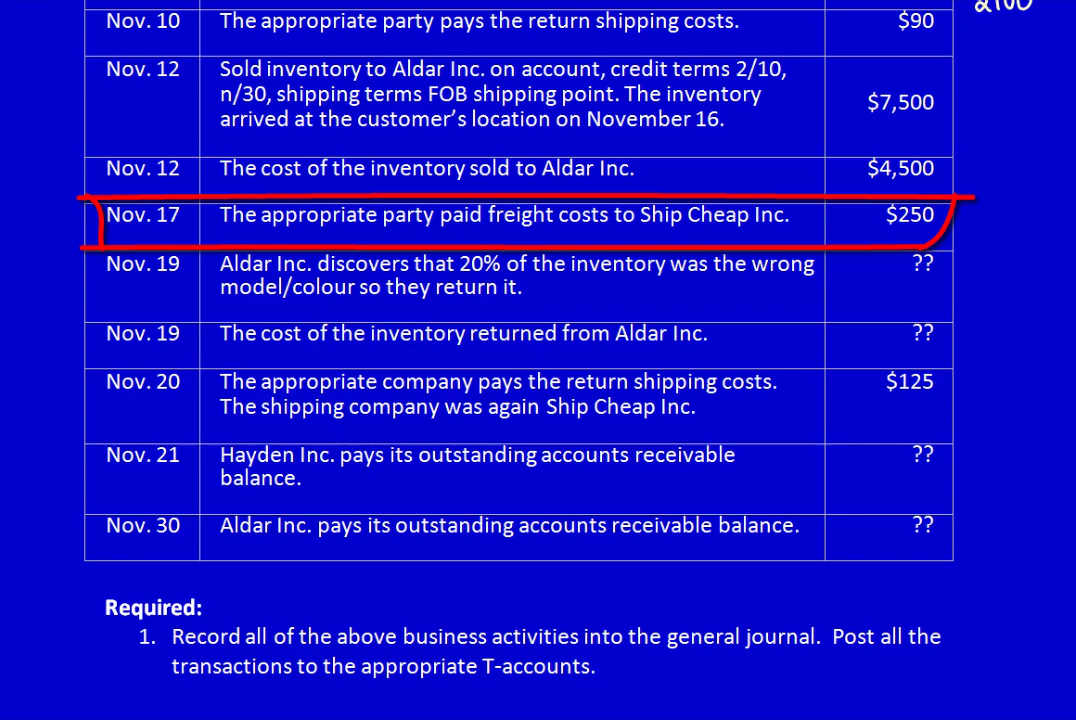 Nov. 10 The appropriate party pays the return shipping costs. $90
Nov. 12 Sold inventory to Aldar Inc. on account, credit terms 2/10,
n/30, shipping terms FOB shipping point. The inventory $7,500
arrived at the customer's location on November 16.
Nov. 12 The cost of the inventory sold to Aldar Inc. $4,500
Nov. 17 The appropriate party paid freight costs to Ship Cheap Inc. $250
Nov. 19 Aldar Inc. discovers that 20% of the inventory was the wrong ??
model/colour so they return it.
Nov. 19 The cost of the inventory returned from Aldar Inc. ??
Nov. 20 The appropriate company pays the return shipping costs. $125
The shipping company was again Ship Cheap Inc.
Nov. 21 Hayden Inc. pays its outstanding accounts receivable ??
balance.
Nov. 30 Aldar Inc. pays its outstanding accounts receivable balance. ??
Required:
1. Record all of the above business activities into the general journal. Post all the
transactions to the appropriate T-accounts.